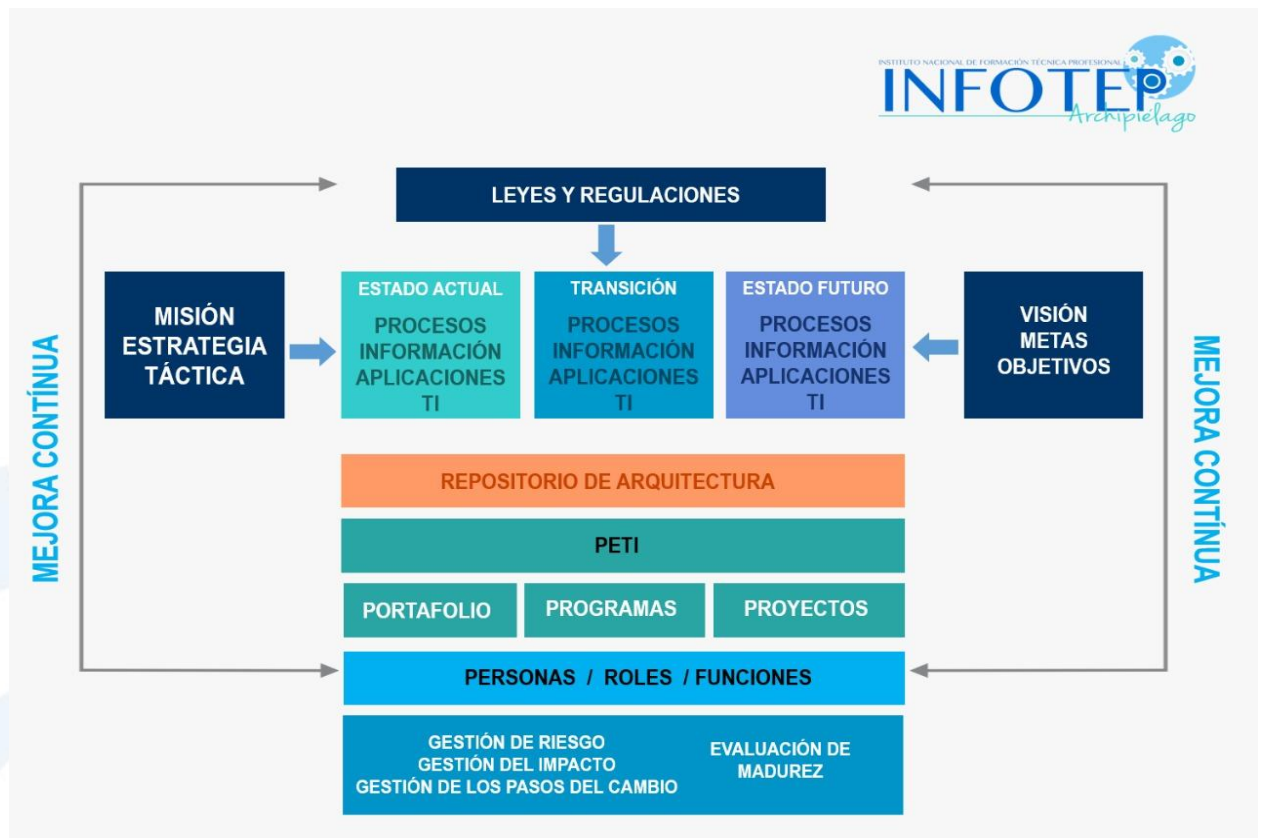 INSTITUTO NACIONAL DE FORMACIÓN TÉCNICA PROFESIONAL
INFOTEP
Archipiélago
LEYES Y REGULACIONES
MISIÓN
ESTRATEGIA
TÁCTICA
ESTADO ACTUAL
PROCESOS
INFORMACIÓN
APLICACIONES
TI
TRANSICIÓN
PROCESOS
INFORMACIÓN
APLICACIONES
TI
ESTADO FUTURO
PROCESOS
INFORMACIÓN
APLICACIONES
TI
VISIÓN
METAS
OBJETIVOS
MEJORA CONTÍNUA
MEJORA CONTÍNUA
REPOSITORIO DE ARQUITECTURA
PETI
PORTAFOLIO
PROGRAMAS
PROYECTOS
PERSONAS / ROLES / FUNCIONES
GESTIÓN DE RIESGO
GESTIÓN DEL IMPACTO
GESTIÓN DE LOS PASOS DEL CAMBIO
EVALUACIÓN DE
MADUREZ